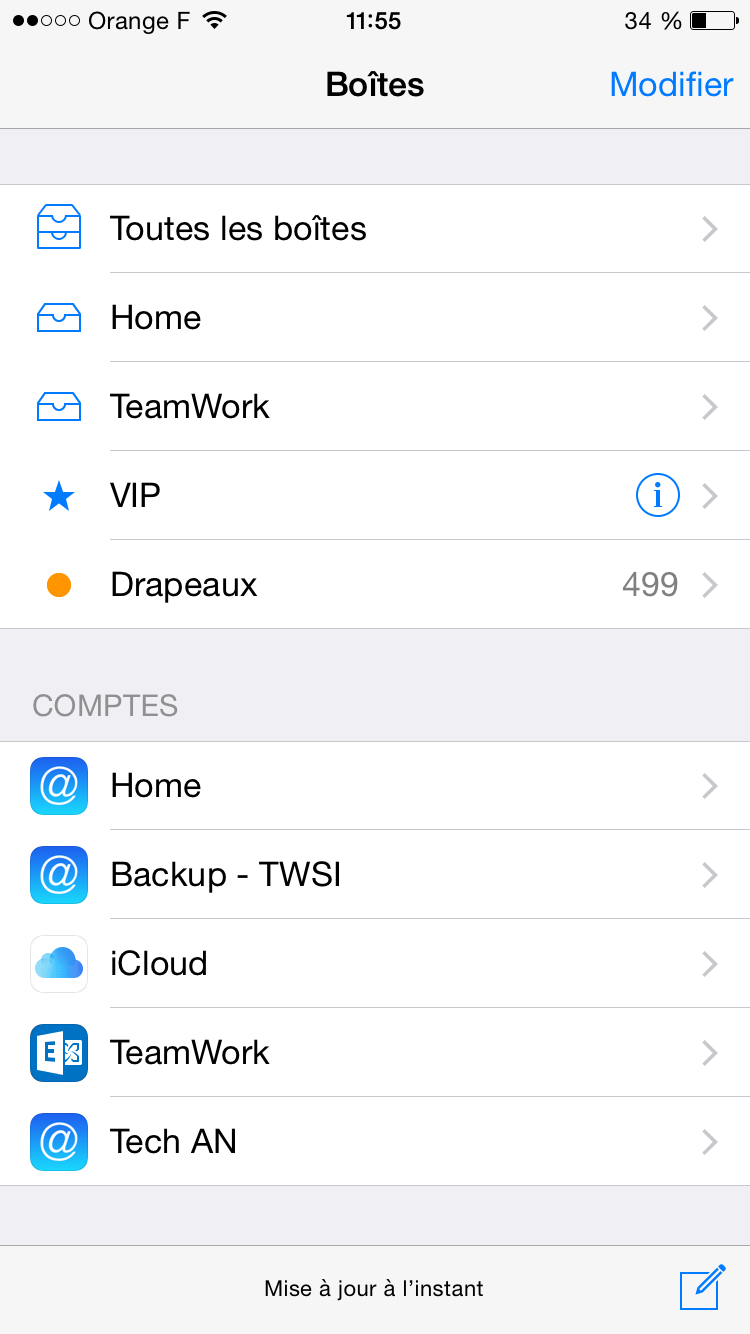 Orange F 11:55 34 %
Boîtes Modifier
Toutes les boîtes
Home
TeamWork
VIP
Drapeaux 499
COMPTES
Home
Backup - TWSI
iCloud
TeamWork
Tech AN
Mise à jour à l’instant